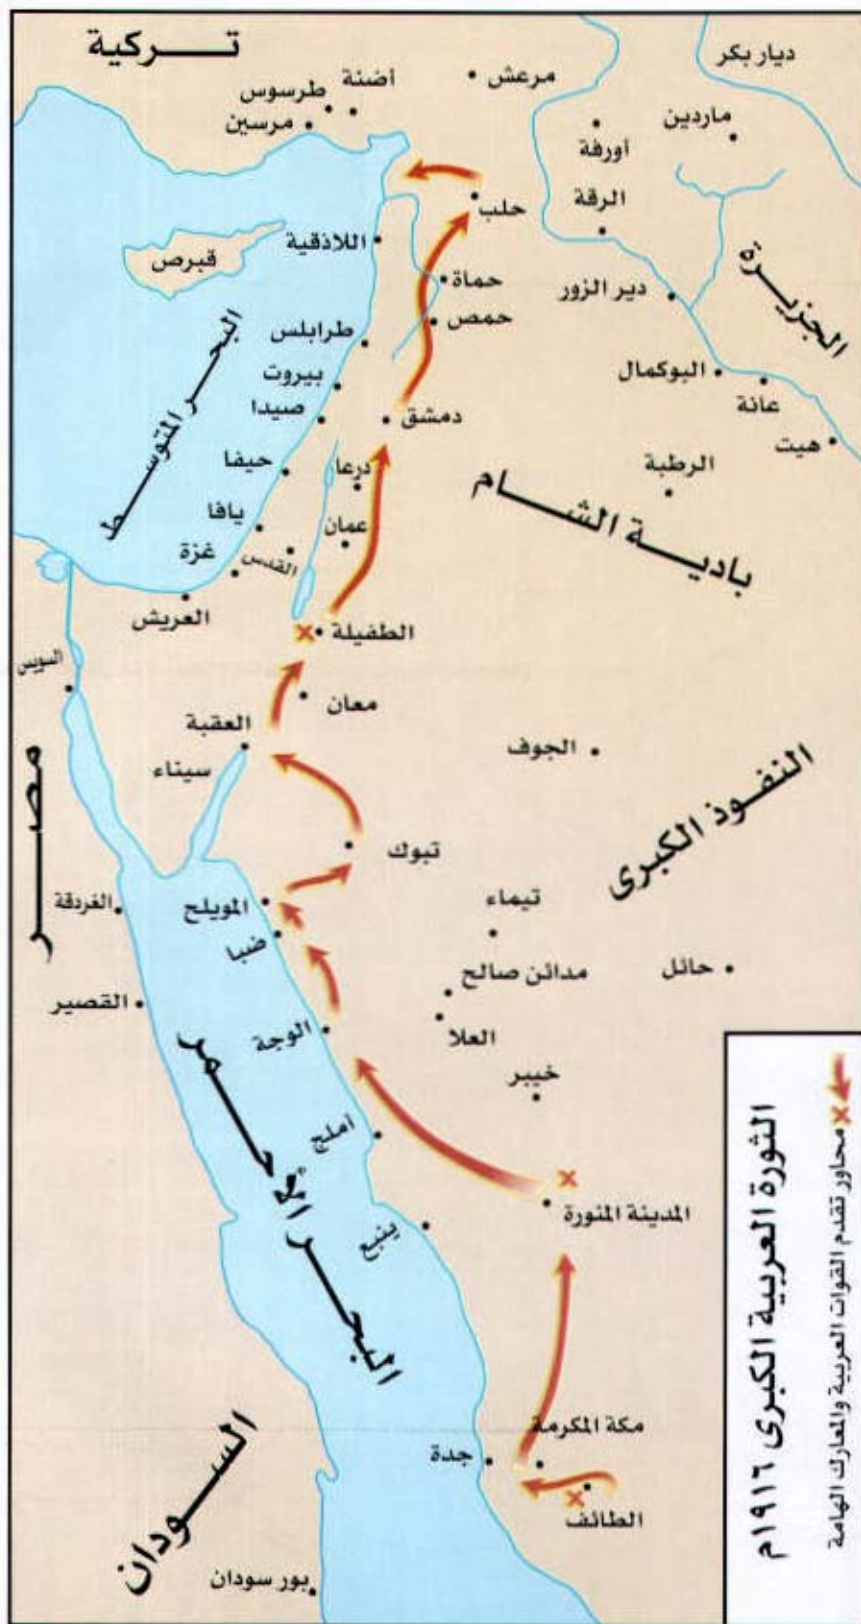 تركية
ديار بكر
مرعش
أضنة
طرسوس
مرسين
ماردين
أورفة
الرقة
حلب
اللاذقية
قبرص
الجزيرة
دير الزور
حماة
حمص
طرابلس
البحر المتوسط
بيروت
البوكمال
عانة
صيدا
دمشق
هيت
حيفا
درعا
الرطبة
بادية الشام
يافا
عمان
غزة
القدس
العريش
الطفيلة
السويس
معان
العقبة
الجوف
سيناء
مصر
النفوذ الكبرى
تبوك
المويلح
الغردقة
تيماء
ضبا
حائل
مدائن صالح
القصير
العلا
الوجة
خيبر
املج
المدينة المنورة
ينبع
البحر الأحمر
مكة المكرمة
جدة
الطائف
السودان
بور سودان
الثورة العربية الكبرى ١٩١٦م
محاور تقدم القوات العربية والمعارك الهامة